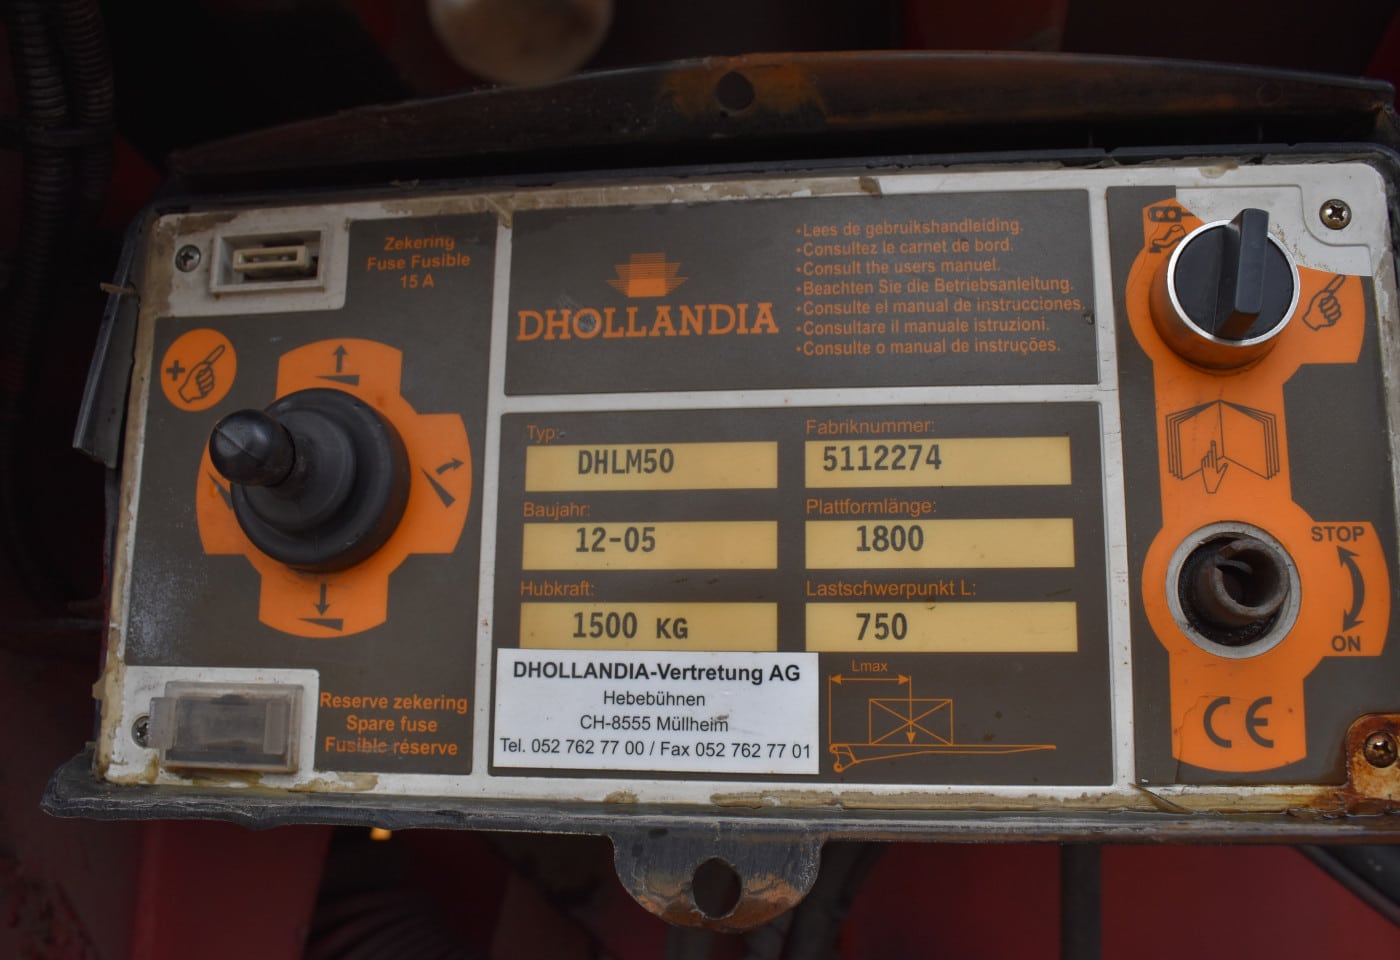 Zekering
Fuse Fusible
15 A
DHOLLANDIA
•Lees de gebruikshandleiding.
•Consultez le carnet de bord.
•Consult the users manuel.
•Beachten Sie die Betriebsanleitung.
•Consulte el manual de instrucciones.
•Consultare il manuale istruzioni.
•Consulte o manual de instruções.
Typ:
DHLM50
Fabriknummer:
5112274
Baujahr:
12-05
Plattformlänge:
1800
Hubkraft:
1500 KG
Lastschwerpunkt L:
750
DHOLLANDIA-Vertretung AG
Hebebühnen
CH-8555 Müllheim
Tel. 052 762 77 00 / Fax 052 762 77 01
Lmax
Reserve zekering
Spare fuse
Fusible réserve
STOP
ON
CE